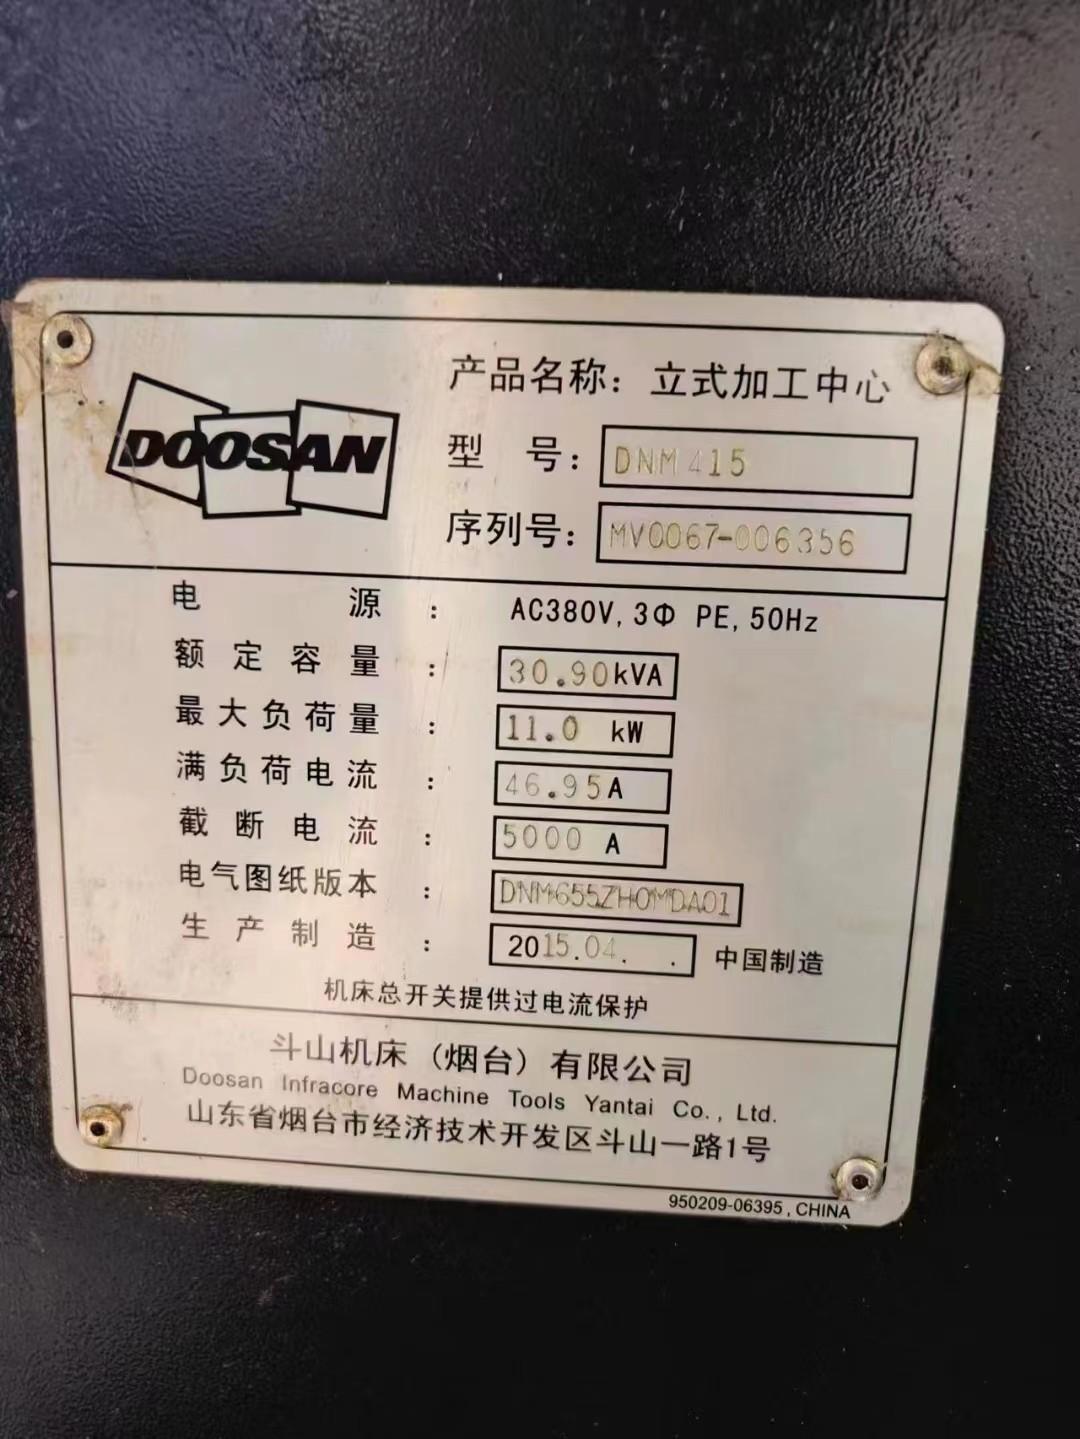 DOOSAN
产品名称: 立式加工中心
型 号: DNM415
序列号: MV0067-006356
电 源 : AC380V, 3Φ PE, 50Hz
额定容量 : 30.90kVA
最大负荷量 : 11.0 kW
满负荷电流 : 46.95A
截断电流 : 5000 A
电气图纸版本 : DNM655ZH0MDA01
生产制造 : 2015.04. . 中国制造
机床总开关提供过电流保护
斗山机床（烟台）有限公司
Doosan Infracore Machine Tools Yantai Co., Ltd.
山东省烟台市经济技术开发区斗山一路1号
950209-06395, CHINA